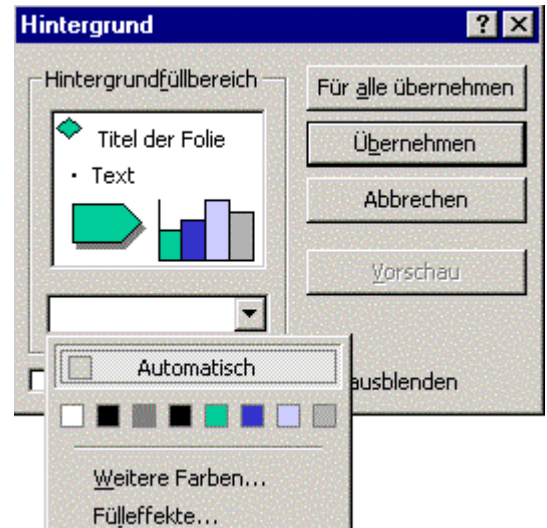 Hintergrund
Hintergrundfüllbereich
Titel der Folie
· Text
Für alle übernehmen
Übernehmen
Abbrechen
Vorschau
Automatisch
ausblenden
Weitere Farben...
Fülleffekte...